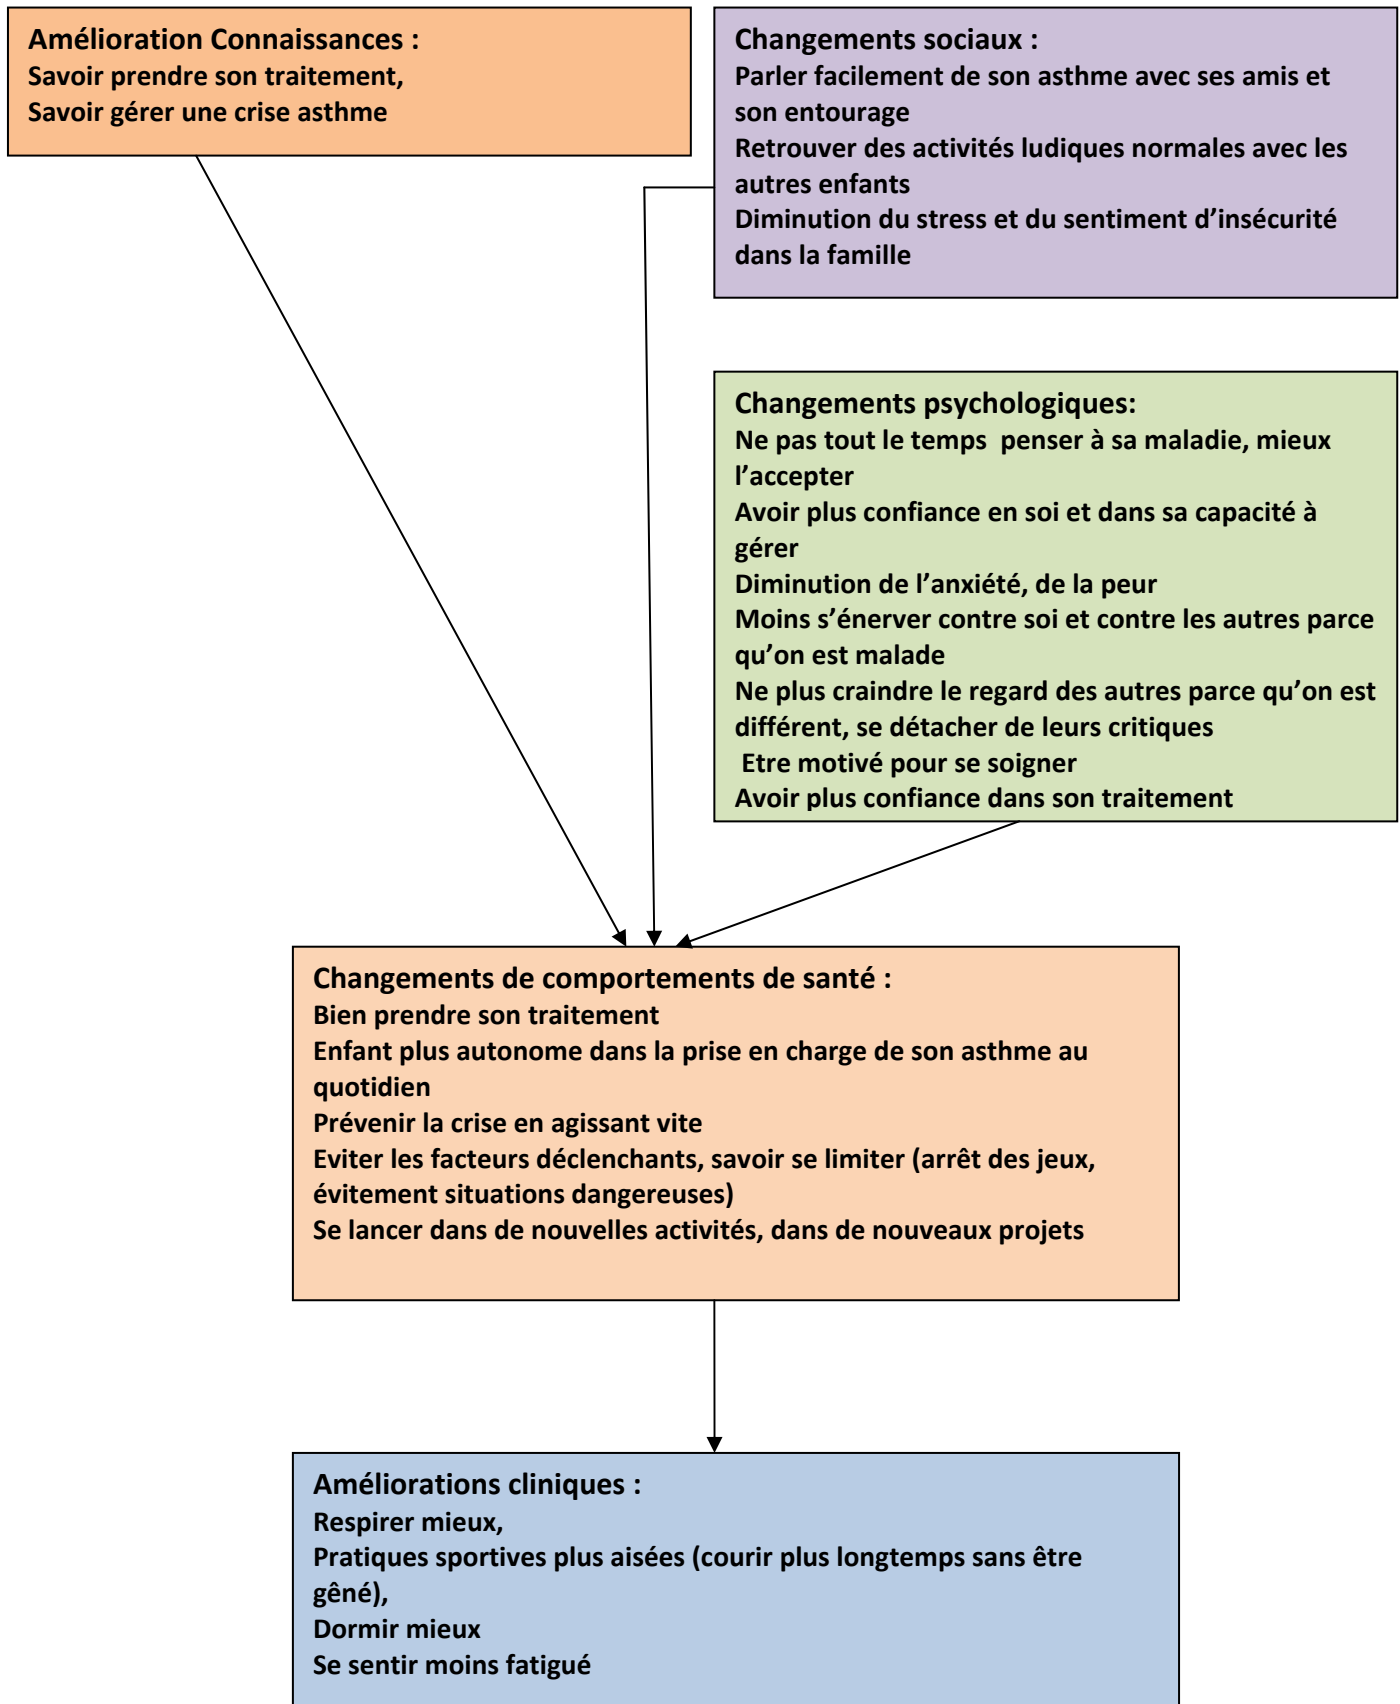 Amélioration Connaissances :
Savoir prendre son traitement,
Savoir gérer une crise asthme
Changements sociaux :
Parler facilement de son asthme avec ses amis et
son entourage
Retrouver des activités ludiques normales avec les
autres enfants
Diminution du stress et du sentiment d’insécurité
dans la famille
Changements psychologiques:
Ne pas tout le temps  penser à sa maladie, mieux
l’accepter
Avoir plus confiance en soi et dans sa capacité à
gérer
Diminution de l’anxiété, de la peur
Moins s’énerver contre soi et contre les autres parce
qu’on est malade
Ne plus craindre le regard des autres parce qu’on est
différent, se détacher de leurs critiques
Etre motivé pour se soigner
Avoir plus confiance dans son traitement
Changements de comportements de santé :
Bien prendre son traitement
Enfant plus autonome dans la prise en charge de son asthme au
quotidien
Prévenir la crise en agissant vite
Eviter les facteurs déclenchants, savoir se limiter (arrêt des jeux,
évitement situations dangereuses)
Se lancer dans de nouvelles activités, dans de nouveaux projets
Améliorations cliniques :
Respirer mieux,
Pratiques sportives plus aisées (courir plus longtemps sans être
gêné),
Dormir mieux
Se sentir moins fatigué